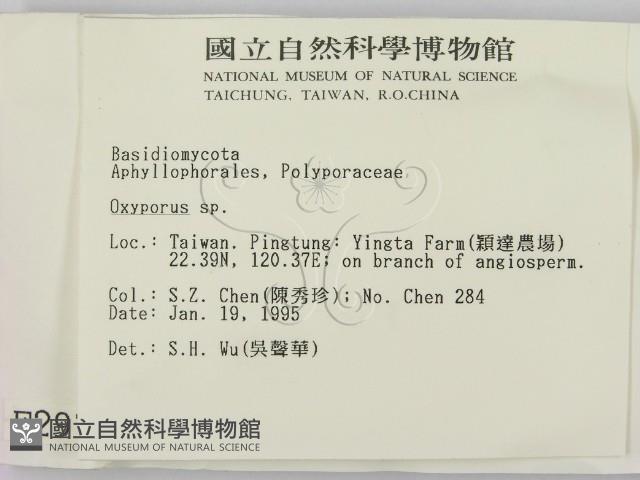 國立自然科學博物館
NATIONAL MUSEUM OF NATURAL SCIENCE
TAICHUNG, TAIWAN, R.O.CHINA
Basidiomycota
Aphyllophorales, Polyporaceae
Oxyporus sp.
Loc.: Taiwan. Pingtung: Yingta Farm(穎達農場)
22.39N, 120.37E; on branch of angiosperm.
Col.: S.Z. Chen(陳秀珍); No. Chen 284
Date: Jan. 19, 1995
Det.: S.H. Wu(吳聲華)
國立自然科學博物館
NATIONAL MUSEUM OF NATURAL SCIENCE